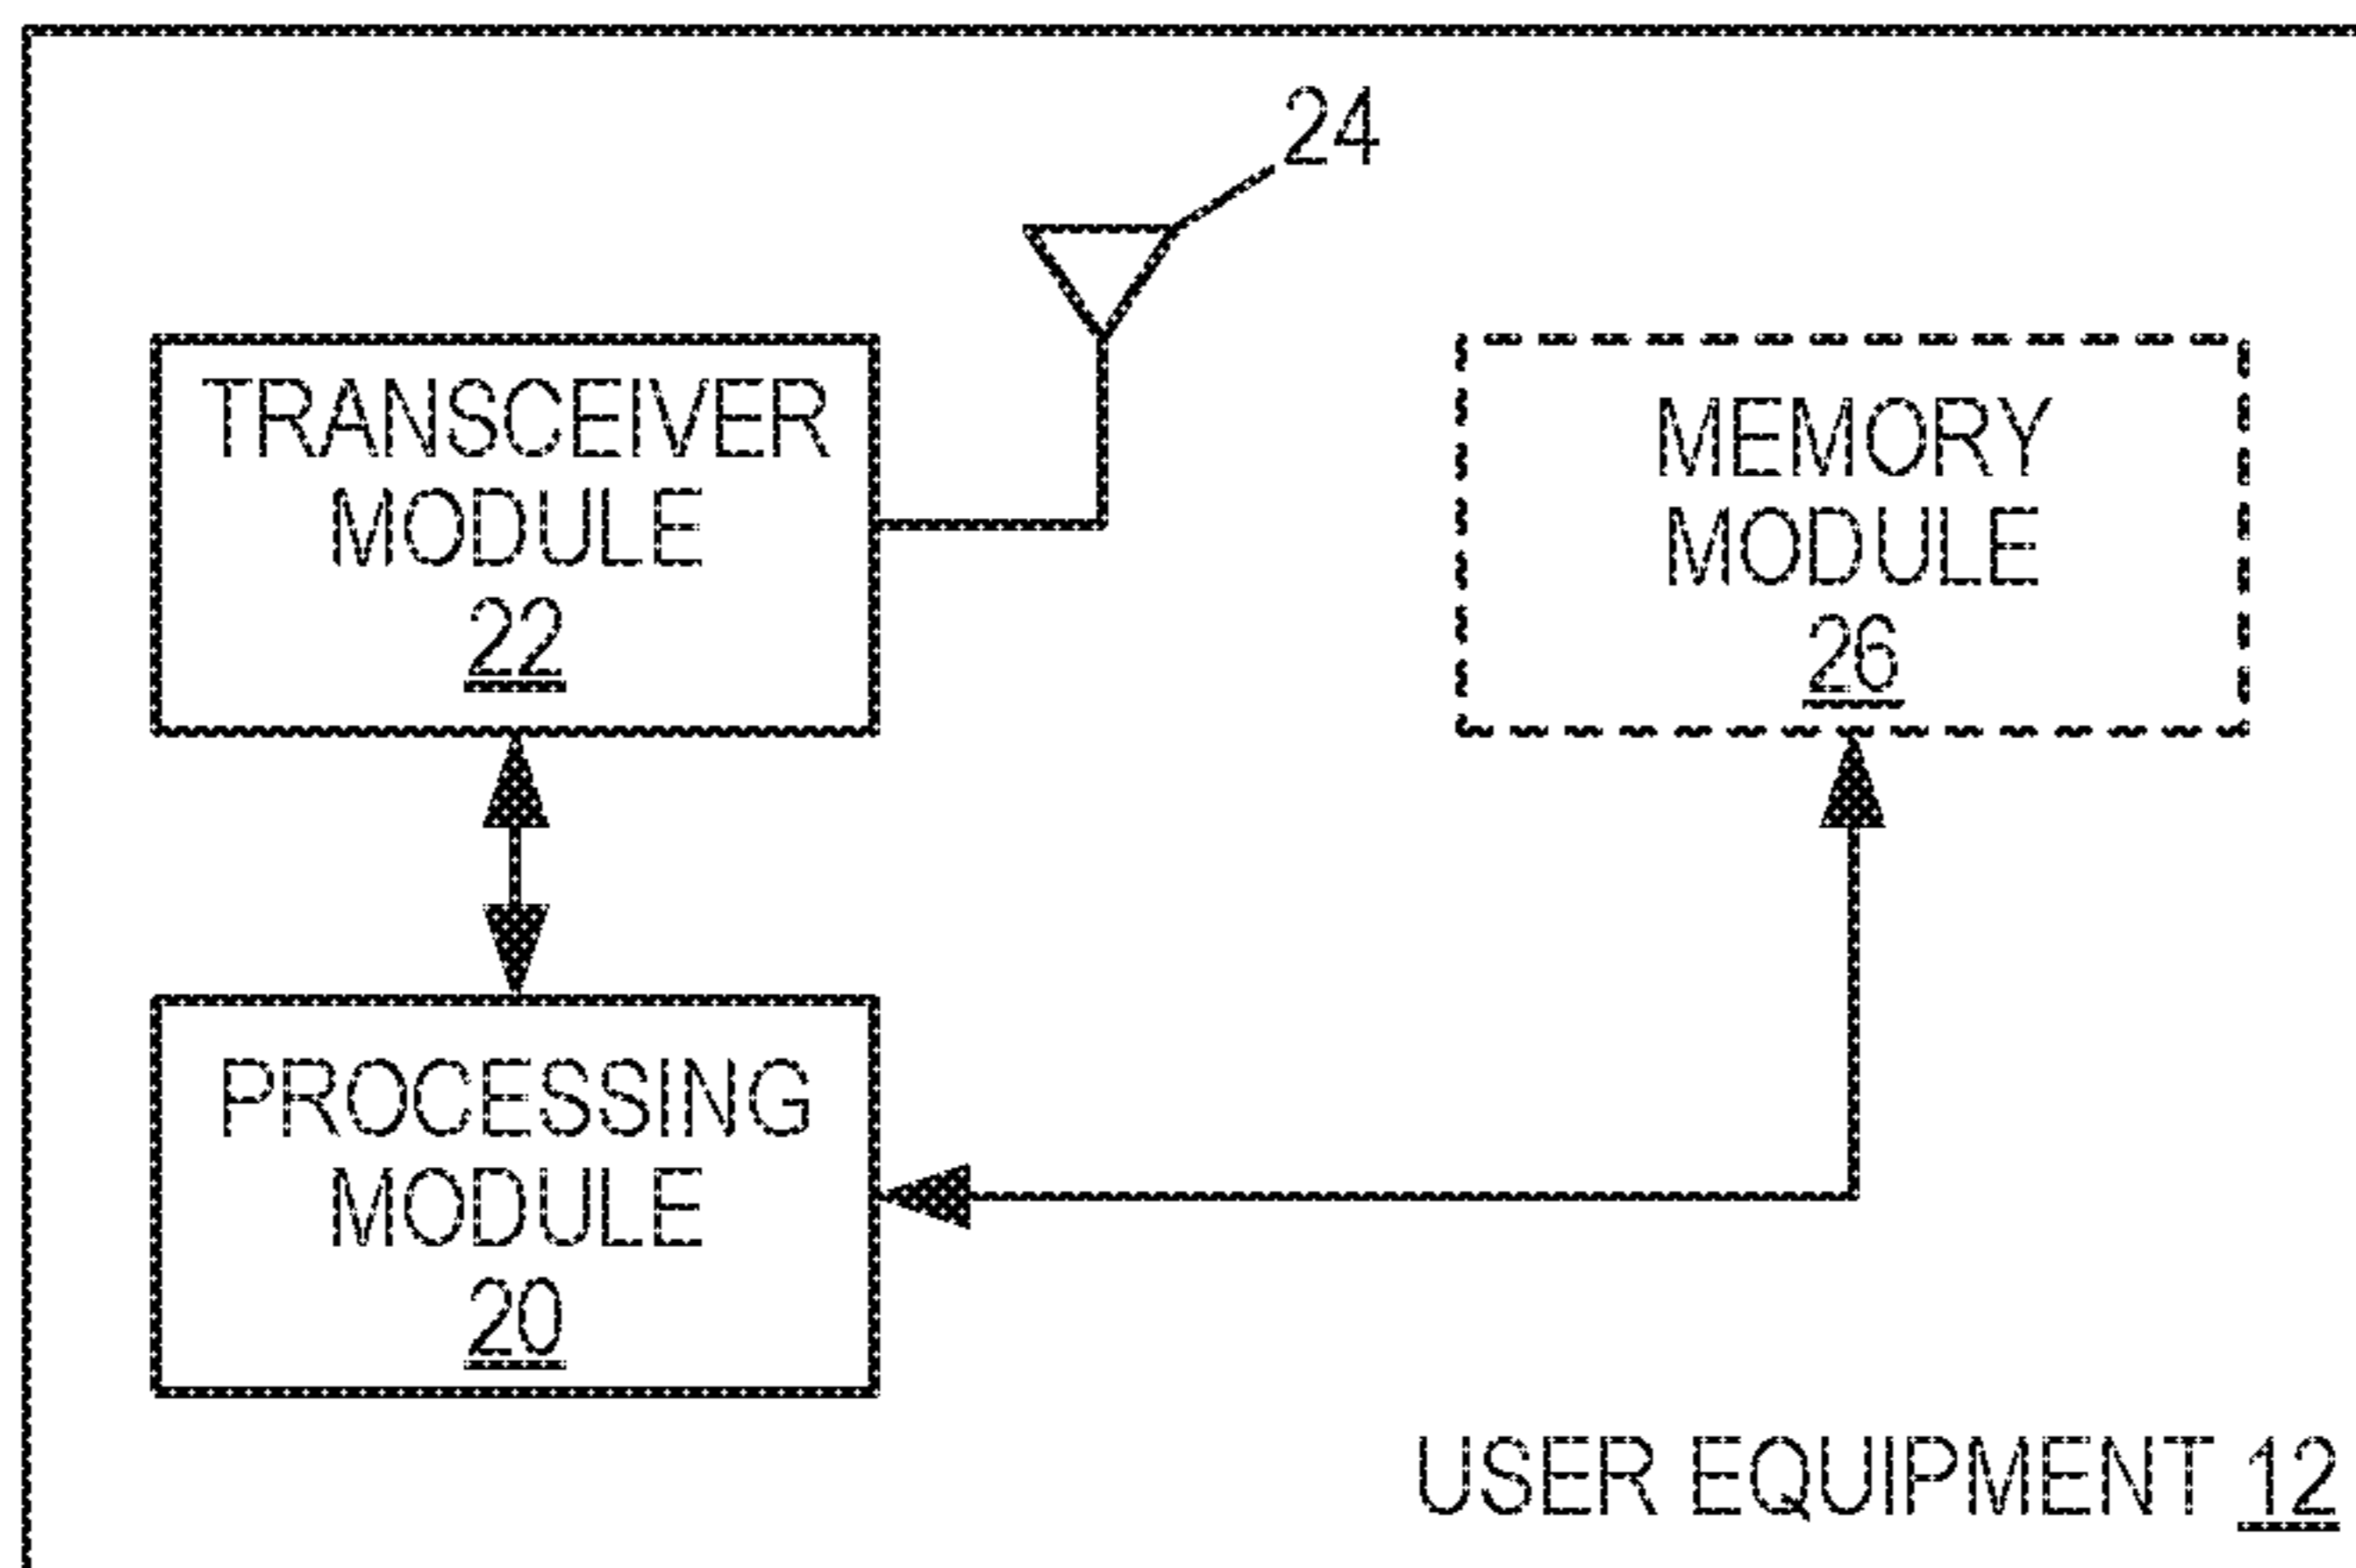 24
TRANSCEIVER
MODULE
22
MEMORY
MODULE
26
PROCESSING
MODULE
20
USER EQUIPMENT 12